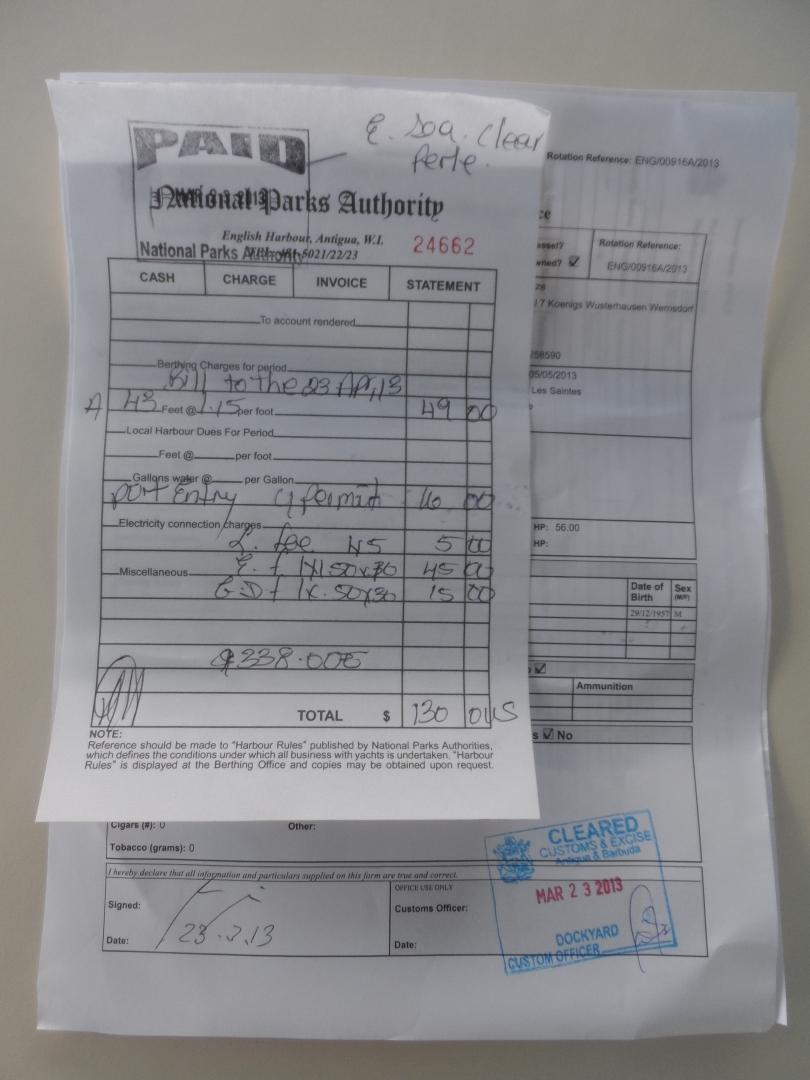 PAID
Clear
National Parks Authority
English Harbour, Antigua, W.I.
24662
National Parks Authority
5021/22/23
CASH CHARGE INVOICE STATEMENT
To account rendered
Berthing Charges for period
Bill to the 23 Apr, 13
A 43 Feet @ 1.15 per foot 49 00
Local Harbour Dues For Period
Feet @ per foot
Gallons water @ per Gallon
Port Entry permit 16 00
Electricity connection charges
fee 5 00
Miscellaneous 1x1.50x30 45 00
G.D f 1x.50x30 15 00
338.00
TOTAL $ 130 00 US
NOTE:
Reference should be made to "Harbour Rules" published by National Parks Authorities,
which defines the conditions under which all business with yachts is undertaken. "Harbour
Rules" is displayed at the Berthing Office and copies may be obtained upon request.
Rotation Reference: ENG/00916A/2013
ce
Rotation Reference:
ENG/00916A/2013
7 Koenigs Wusterhausen Wernsdorf
258590
05/05/2013
Les Saintes
HP: 56.00
HP:
Date of Birth Sex (M/F)
29/12/1957 M
Ammunition
s No
Cigars (#): 0 Other:
Tobacco (grams): 0
I hereby declare that all information and particulars supplied on this form are true and correct.
Signed:
Date: 23.3.13
OFFICE USE ONLY
Customs Officer:
Date:
CLEARED
CUSTOMS & EXCISE
Antigua & Barbuda
MAR 23 2013
DOCKYARD
CUSTOM OFFICER